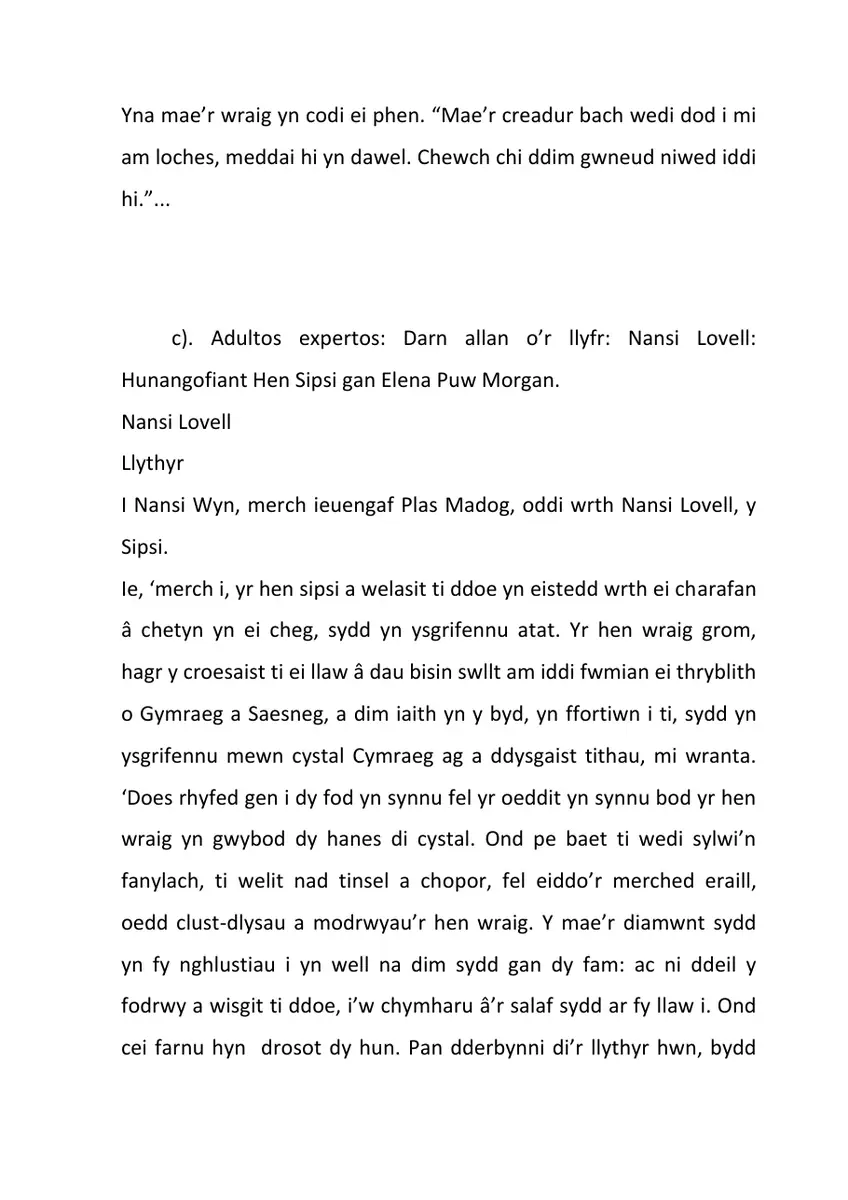 Yna mae’r wraig yn codi ei phen. “Mae’r creadur bach wedi dod i mi
am loches, meddai hi yn dawel. Chewch chi ddim gwneud niwed iddi
hi.”...
c). Adultos expertos: Darn allan o’r llyfr: Nansi Lovell:
Hunangofiant Hen Sipsi gan Elena Puw Morgan.
Nansi Lovell
Llythyr
I Nansi Wyn, merch ieuengaf Plas Madog, oddi wrth Nansi Lovell, y
Sipsi.
Ie, ‘merch i, yr hen sipsi a welasit ti ddoe yn eistedd wrth ei charafan
â chetyn yn ei cheg, sydd yn ysgrifennu atat. Yr hen wraig grom,
hagr y croesaist ti ei llaw â dau bisin swllt am iddi fwmian ei thryblith
o Gymraeg a Saesneg, a dim iaith yn y byd, yn ffortiwn i ti, sydd yn
ysgrifennu mewn cystal Cymraeg ag a ddysgaist tithau, mi wranta.
‘Does rhyfed gen i dy fod yn synnu fel yr oeddit yn synnu bod yr hen
wraig yn gwybod dy hanes di cystal. Ond pe baet ti wedi sylwi’n
fanylach, ti welit nad tinsel a chopor, fel eiddo’r merched eraill,
oedd clust-dlysau a modrwyau’r hen wraig. Y mae’r diamwnt sydd
yn fy nghlustiau i yn well na dim sydd gan dy fam: ac ni ddeil y
fodrwy a wisgit ti ddoe, i’w chymharu â’r salaf sydd ar fy llaw i. Ond
cei farnu hyn  drosot dy hun. Pan dderbynni di’r llythyr hwn, bydd